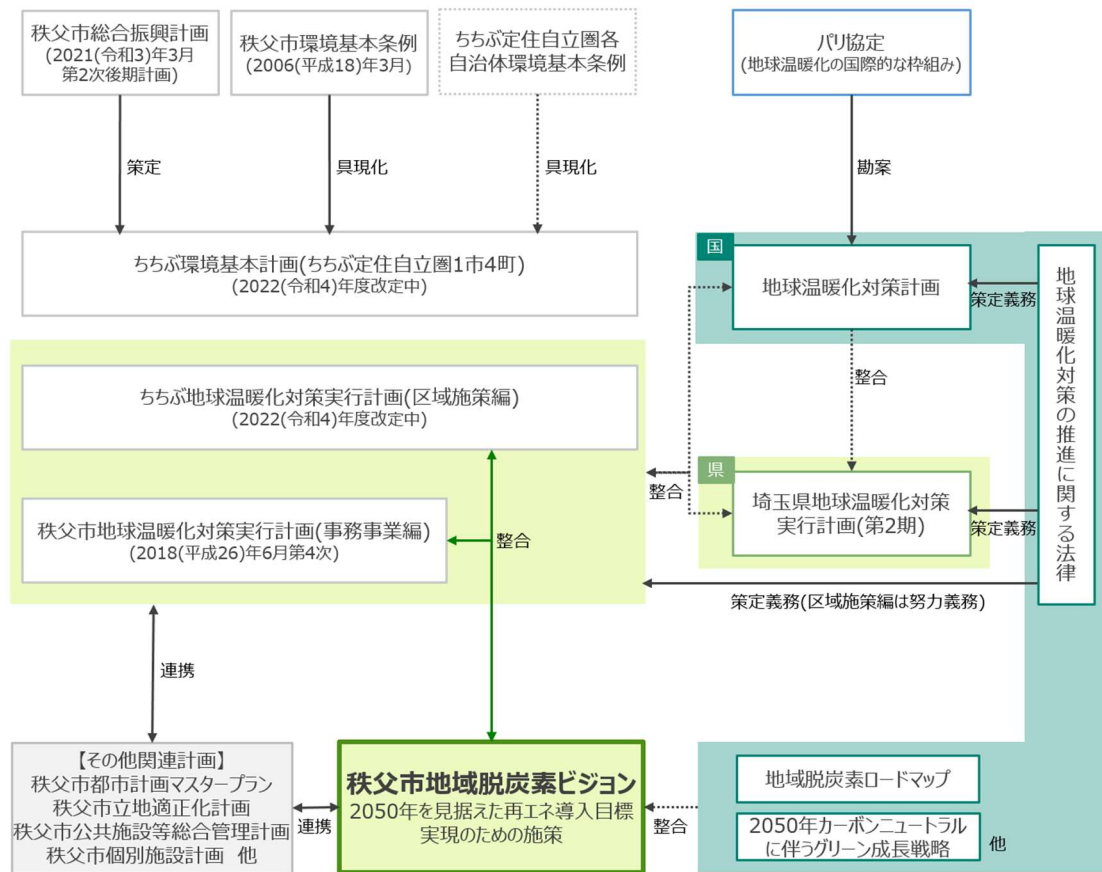 秩父市総合振興計画
(2021(令和3)年3月
第2次後期計画)
秩父市環境基本条例
(2006(平成18)年3月)
ちちぶ定住自立圏各
自治体環境基本条例
パリ協定
(地球温暖化の国際的な枠組み)
策定
具現化
具現化
勘案
ちちぶ環境基本計画(ちちぶ定住自立圏1市4町)
(2022(令和4)年度改定中)
国
地球温暖化対策計画
策定義務
地球温暖化対策の推進に関する法律
整合
ちちぶ地球温暖化対策実行計画(区域施策編)
(2022(令和4)年度改定中)
整合
県
埼玉県地球温暖化対策
実行計画(第2期)
策定義務
秩父市地球温暖化対策実行計画(事務事業編)
(2018(平成26)年6月第4次)
整合
策定義務(区域施策編は努力義務)
連携
【その他関連計画】
秩父市都市計画マスタープラン
秩父市立地適正化計画
秩父市公共施設等総合管理計画
秩父市個別施設計画 他
連携
秩父市地域脱炭素ビジョン
2050年を見据えた再エネ導入目標
実現のための施策
整合
地域脱炭素ロードマップ
2050年カーボンニュートラル
に伴うグリーン成長戦略
他